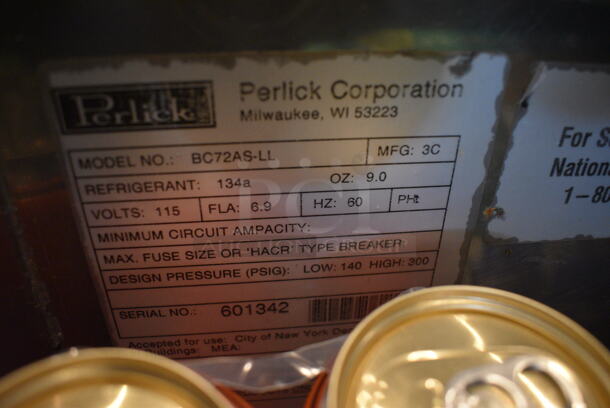 Perlick
Perlick Corporation
Milwaukee, WI 53223
MODEL NO.: BC72AS-LL MFG: 3C
REFRIGERANT: 134a OZ: 9.0
VOLTS: 115 FLA: 6.9 HZ: 60 PH:
MINIMUM CIRCUIT AMPACITY:
MAX. FUSE SIZE OR 'HACR' TYPE BREAKER:
DESIGN PRESSURE (PSIG): LOW: 140 HIGH: 300
SERIAL NO.: 601342
Accepted for use: City of New York
Buildings: MEA:
For
National
1-80